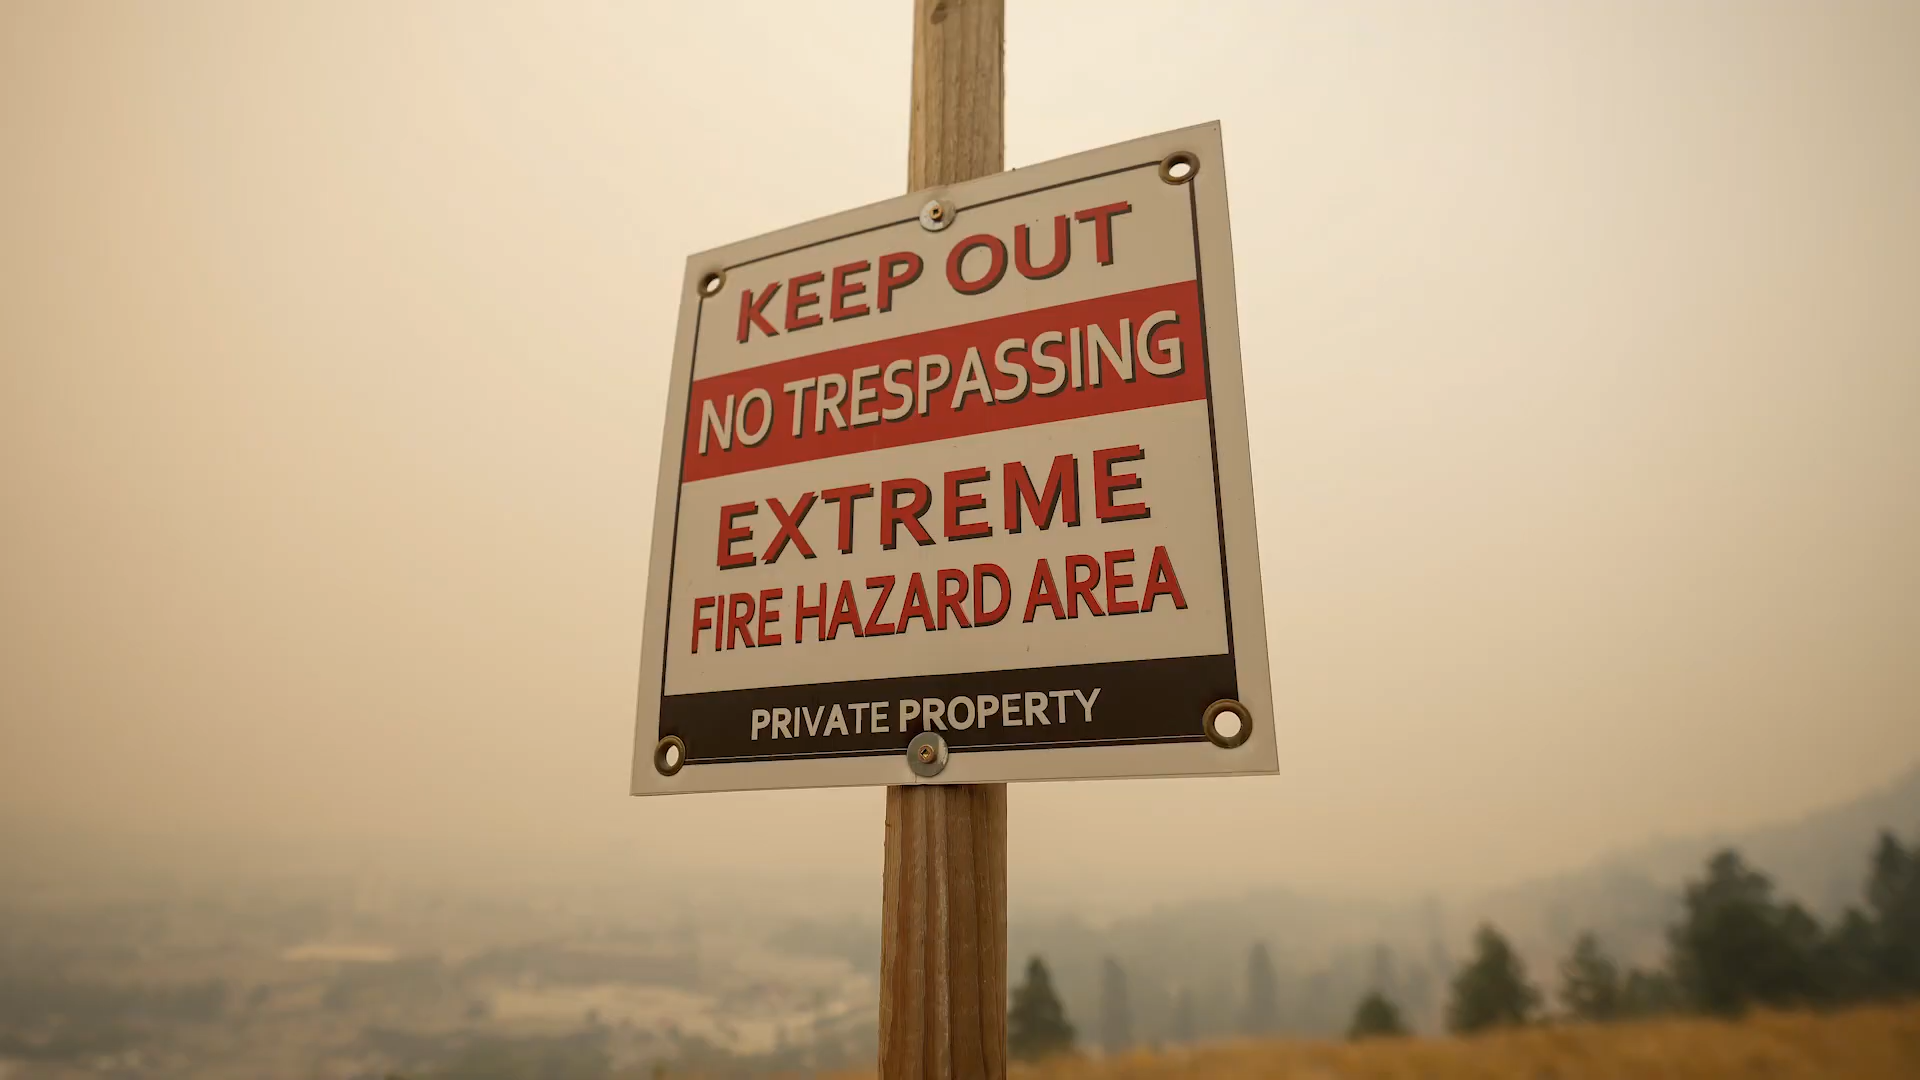 KEEP OUT
NO TRESPASSING
EXTREME
FIRE HAZARD AREA
PRIVATE PROPERTY